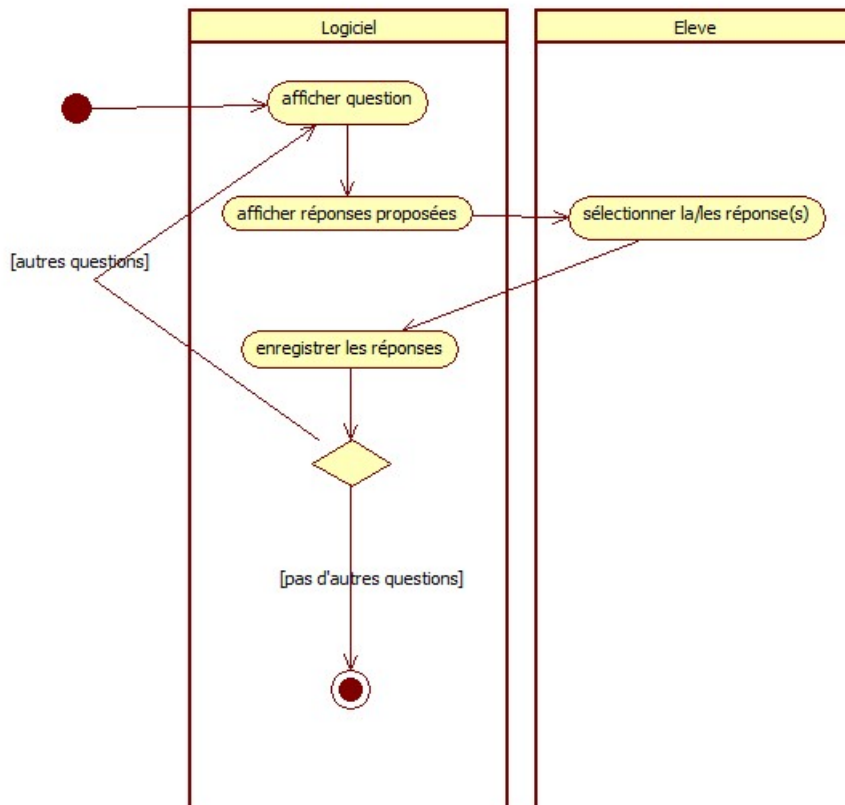 Logiciel
Eleve
afficher question
afficher réponses proposées
sélectionner la/les réponse(s)
[autres questions]
enregistrer les réponses
[pas d'autres questions]